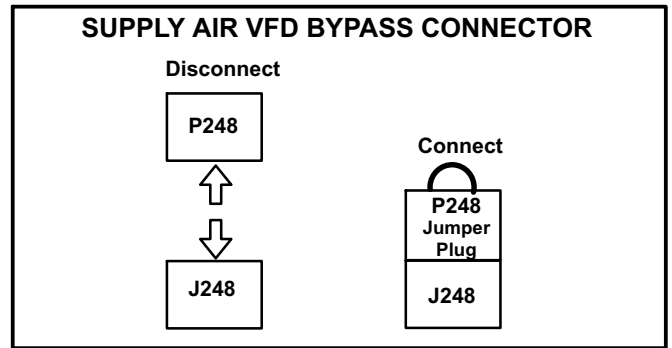 SUPPLY AIR VFD BYPASS CONNECTOR
Disconnect
P248
J248
Connect
P248
Jumper
Plug
J248